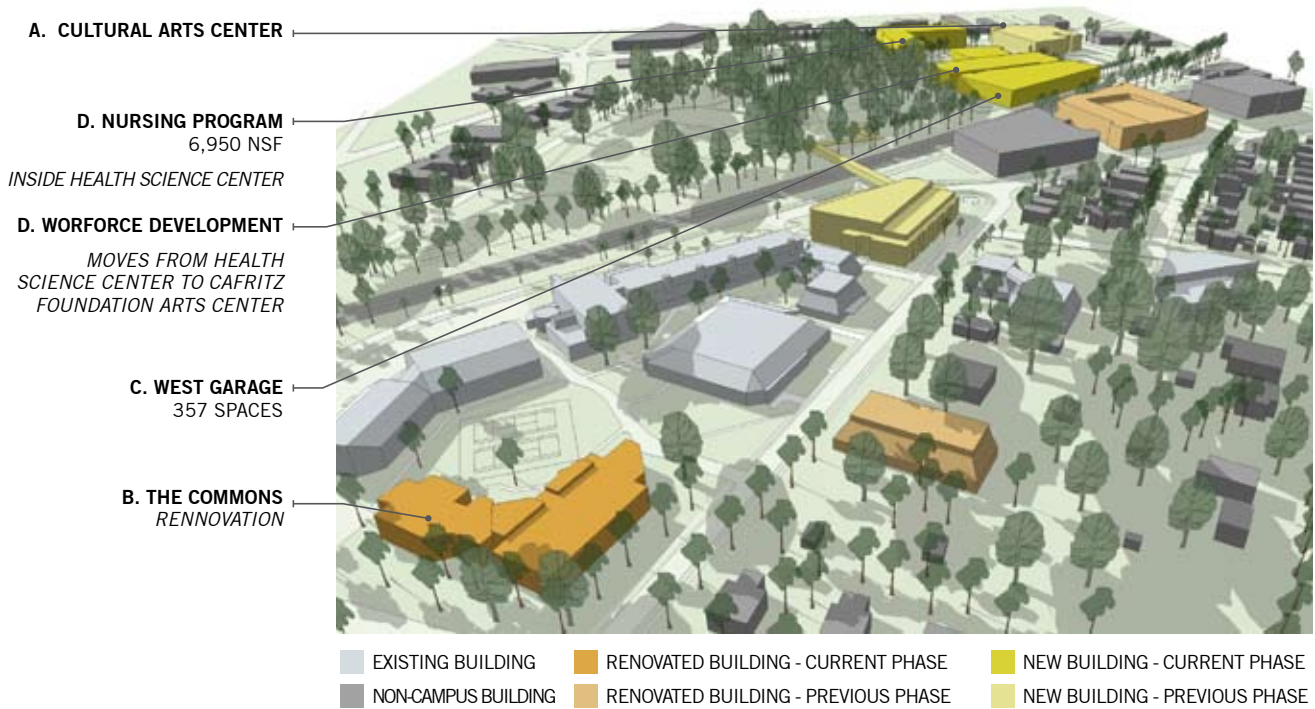 A. CULTURAL ARTS CENTER
D. NURSING PROGRAM
6,950 NSF
INSIDE HEALTH SCIENCE CENTER
D. WORFORCE DEVELOPMENT
MOVES FROM HEALTH
SCIENCE CENTER TO CAFRITZ
FOUNDATION ARTS CENTER
C. WEST GARAGE
357 SPACES
B. THE COMMONS
RENNOVATION
EXISTING BUILDING
RENOVATED BUILDING - CURRENT PHASE
NEW BUILDING - CURRENT PHASE
NON-CAMPUS BUILDING
RENOVATED BUILDING - PREVIOUS PHASE
NEW BUILDING - PREVIOUS PHASE